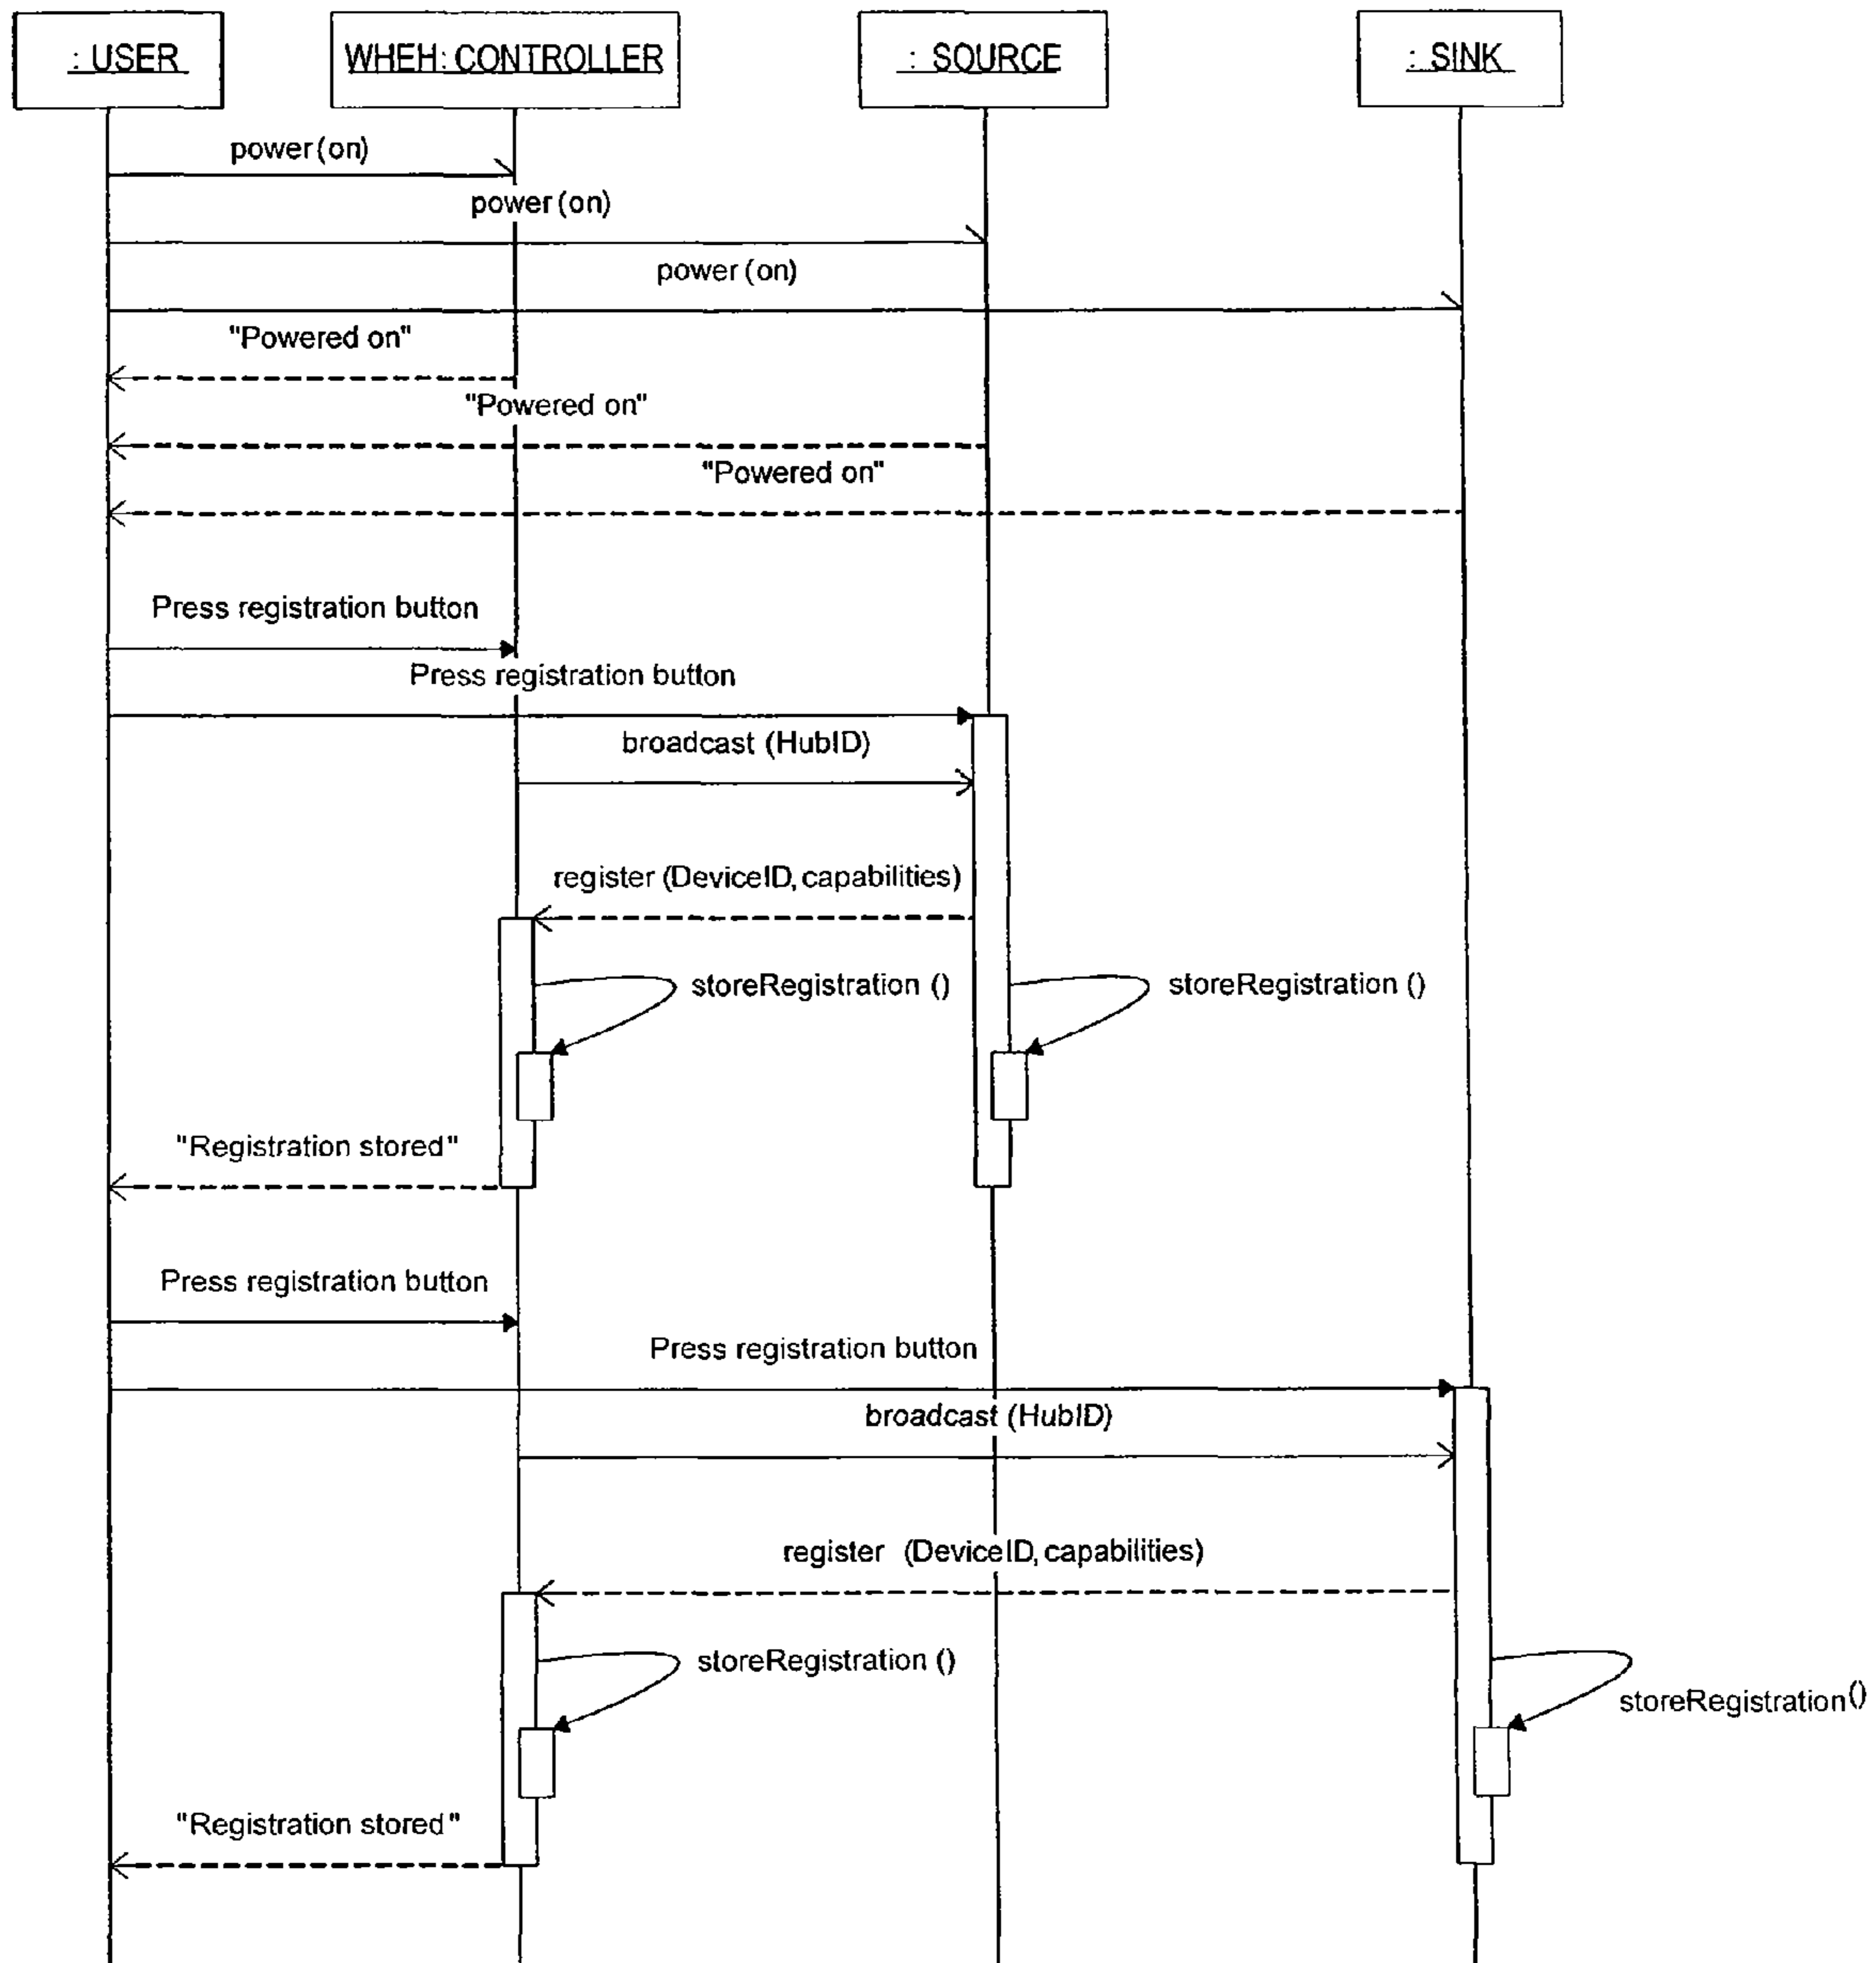 : USER
WHEH: CONTROLLER
: SOURCE
: SINK
power (on)
power (on)
power (on)
"Powered on"
"Powered on"
"Powered on"
Press registration button
Press registration button
broadcast (HubID)
register (DeviceID, capabilities)
storeRegistration ()
storeRegistration ()
"Registration stored"
Press registration button
Press registration button
broadcast (HubID)
register (DeviceID, capabilities)
storeRegistration ()
storeRegistration ()
"Registration stored"